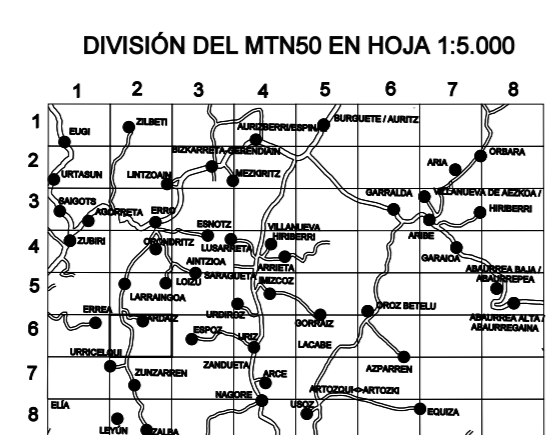 DIVISIÓN DEL MTN50 EN HOJA 1:5.000
1 2 3 4 5 6 7 8
1
ZILBETI
BURGUETE / AURITZ
EUGI
AURIZBERRI/ESPINAL
2
BIZKARRETA-GERENDIAIN
ORBARA
ARIA
URTASUN
LINTZOAIN
MEZKIRITZ
3
GARRALDA
VILLANUEVA DE AEZKOA /
HIRIBERRI
SAIGOTS
AGORRETA
ERRO
ESNOTZ
VILLANUEVA
HIRIBERRI
ARIBE
4
ZUBIRI
ORONDRITZ
LUSARRETA
GARAIOA
AINTZIOA
ARRIETA
ABAURREA BAJA /
ABAURREPEA
5
LOIZU
SARAGUETA
IMIZCOZ
LARRAINGOA
URDIROZ
OROZ BETELU
ABAURREA ALTA /
ABAURREGAINA
6
ERREA
ARDAIZ
ESPOZ
URIZ
GORRAIZ
LACABE
URRICELQUI
ZANDUETA
AZPARREN
7
ZUNZARREN
ARCE
ARTOZQUI<>ARTOZKI
NAGORE
8
ELÍA
USOZ
EQUIZA
LEYÚN
ZALBA